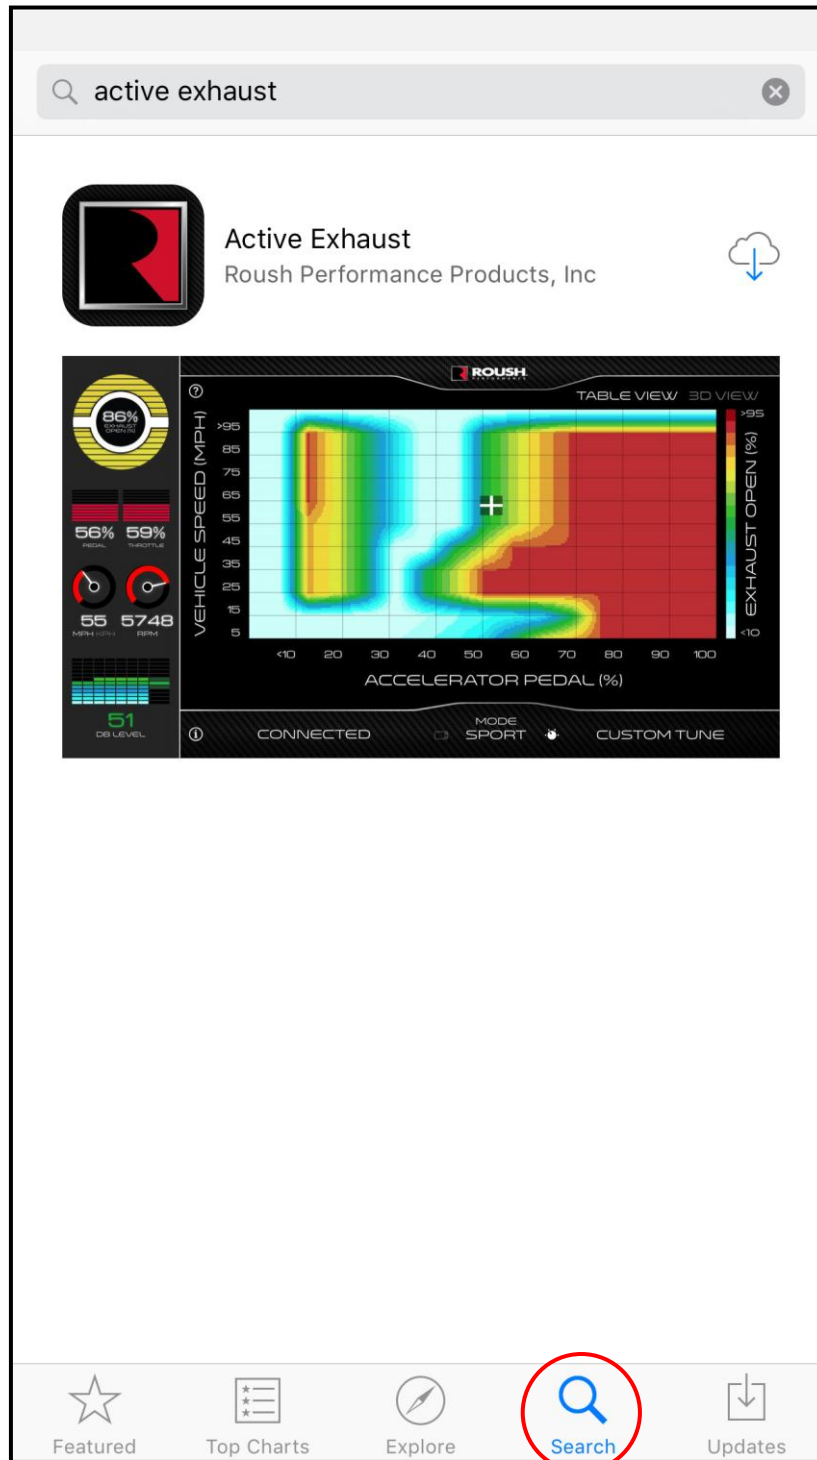 active exhaust
Active Exhaust
Roush Performance Products, Inc
ROUSH
PERFORMANCE
TABLE VIEW 3D VIEW
86%
EXHAUST
OPEN (%)
56% 59%
PEDAL THROTTLE
55 5748
MPH KPH RPM
51
DB LEVEL
VEHICLE SPEED (MPH)
>95
85
75
65
55
45
35
25
15
5
<10 20 30 40 50 60 70 80 90 100
ACCELERATOR PEDAL (%)
>95
EXHAUST OPEN (%)
<10
CONNECTED
MODE
SPORT
CUSTOM TUNE
Featured Top Charts Explore Search Updates